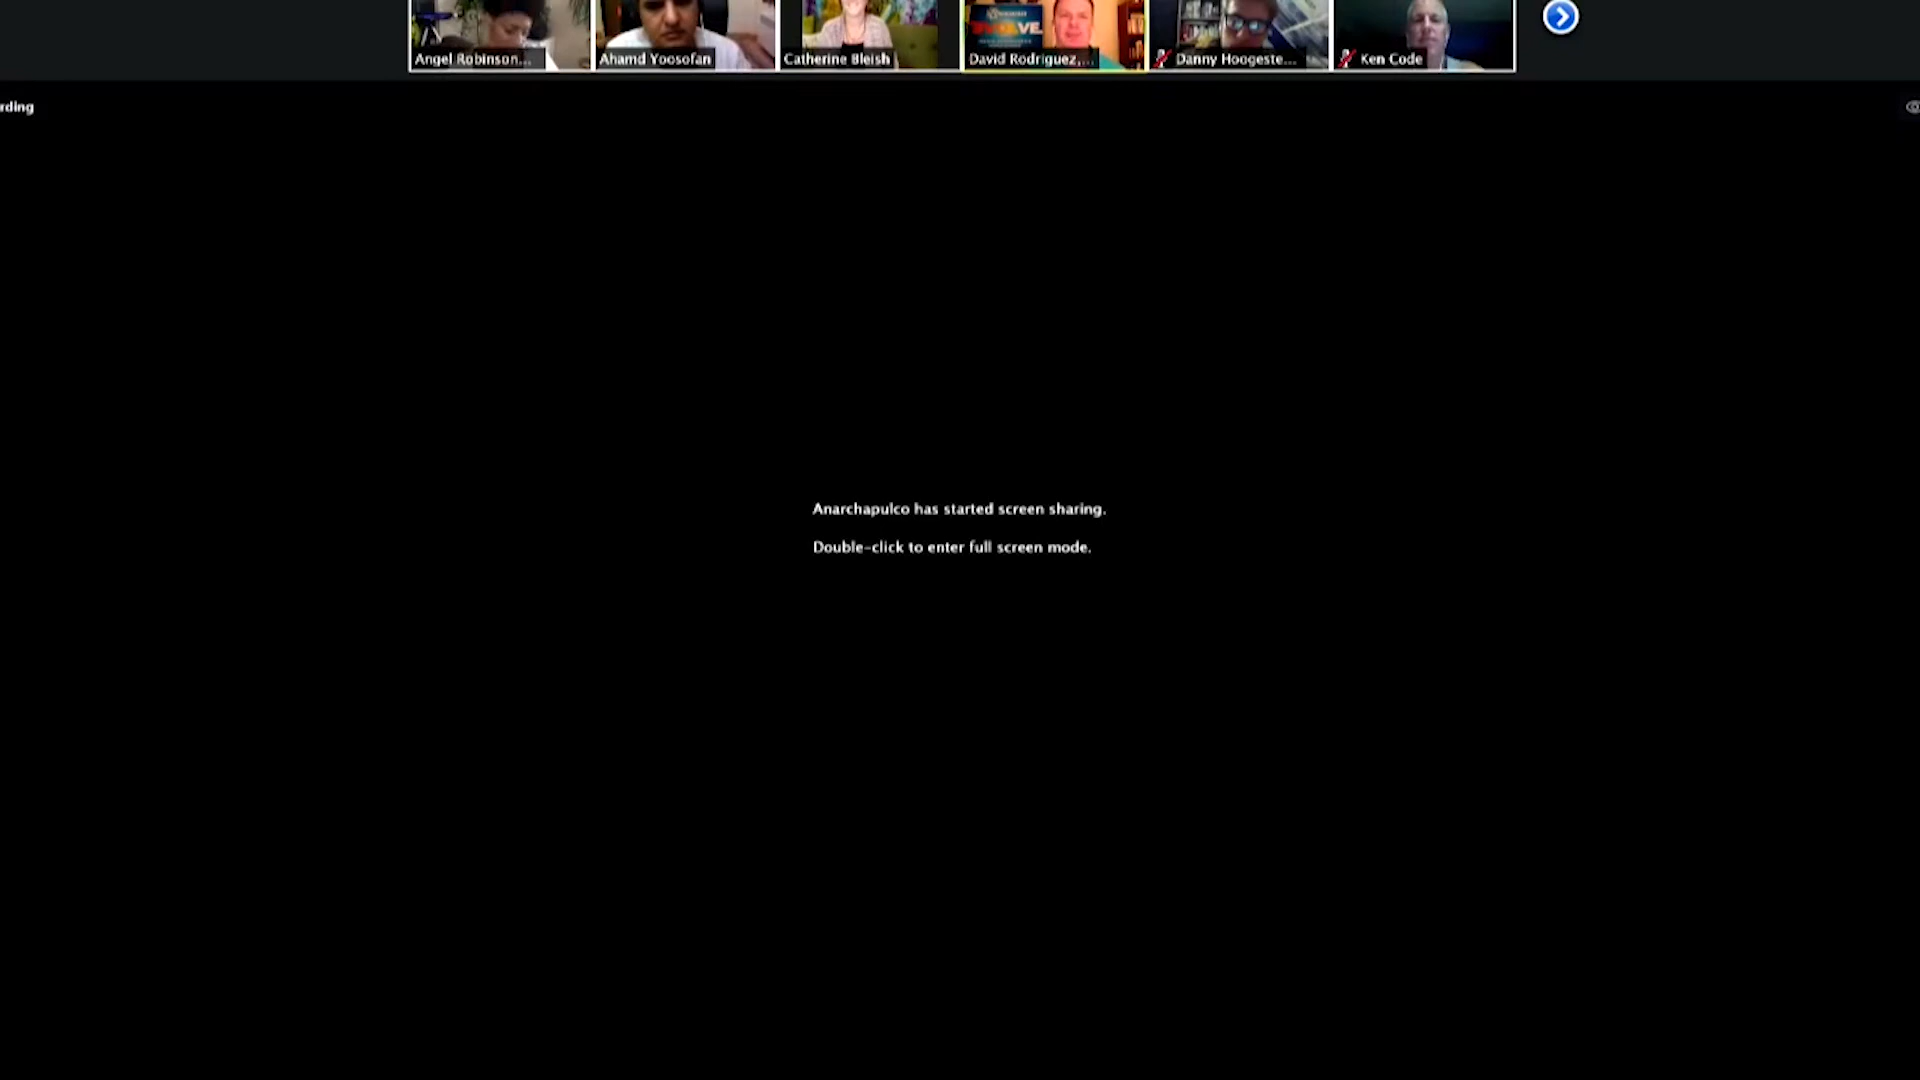 Angel Robinson...
Ahamd Yoosofan
Catherine Bleish
David Rodriguez,...
Danny Hoogeste...
Ken Code
rding
Anarchapulco has started screen sharing.
Double-click to enter full screen mode.